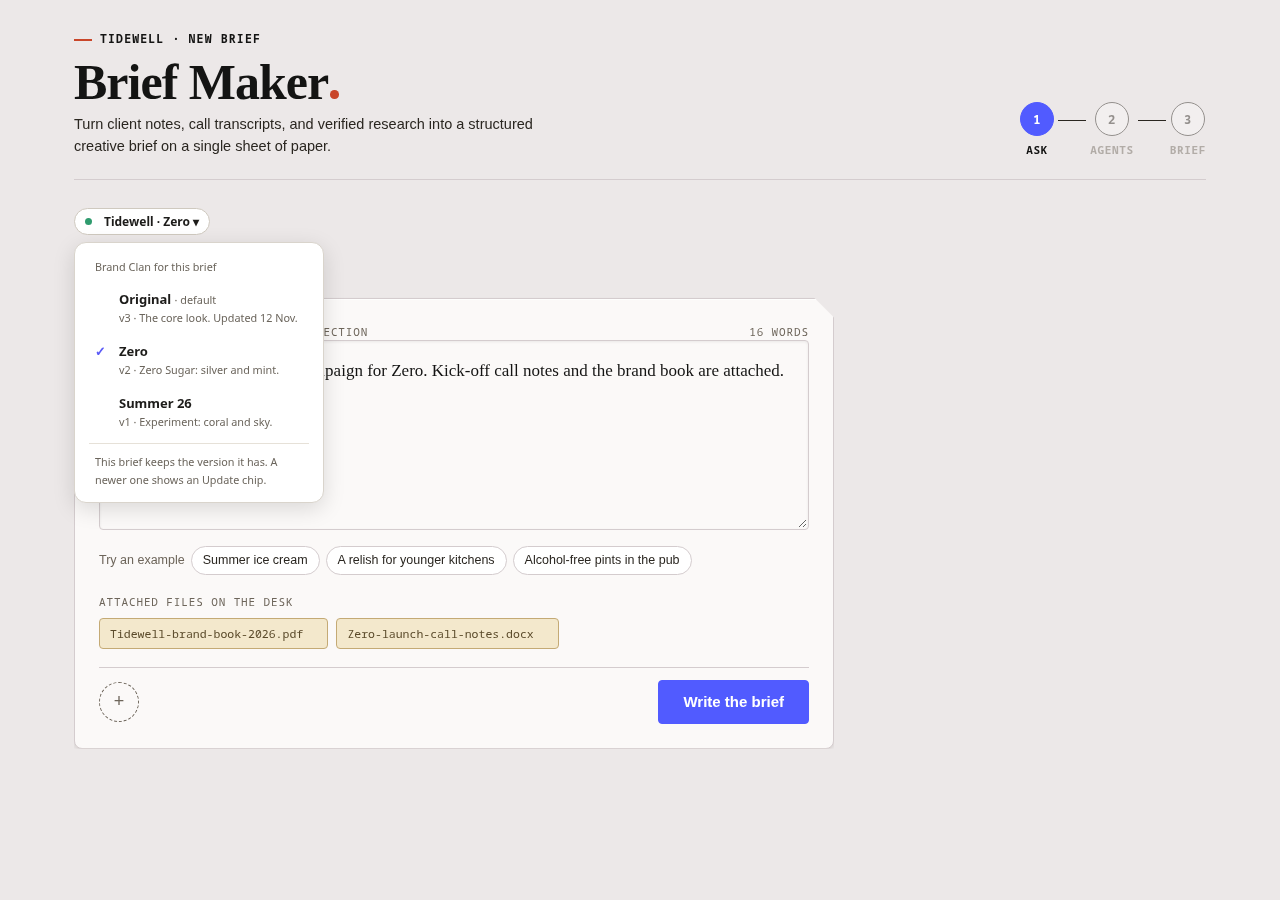 TIDEWELL · NEW BRIEF
Brief Maker.
Turn client notes, call transcripts, and verified research into a structured
creative brief on a single sheet of paper.
1
2
3
ASK
AGENTS
BRIEF
Tidewell · Zero ▾
Brand Clan for this brief
Original · default
v3 · The core look. Updated 12 Nov.
✓ Zero
v2 · Zero Sugar: silver and mint.
Summer 26
v1 · Experiment: coral and sky.
This brief keeps the version it has. A
newer one shows an Update chip.
16 WORDS
for Zero. Kick-off call notes and the brand book are attached.
Try an example
Summer ice cream
A relish for younger kitchens
Alcohol-free pints in the pub
ATTACHED FILES ON THE DESK
Tidewell-brand-book-2026.pdf
Zero-launch-call-notes.docx
+
Write the brief